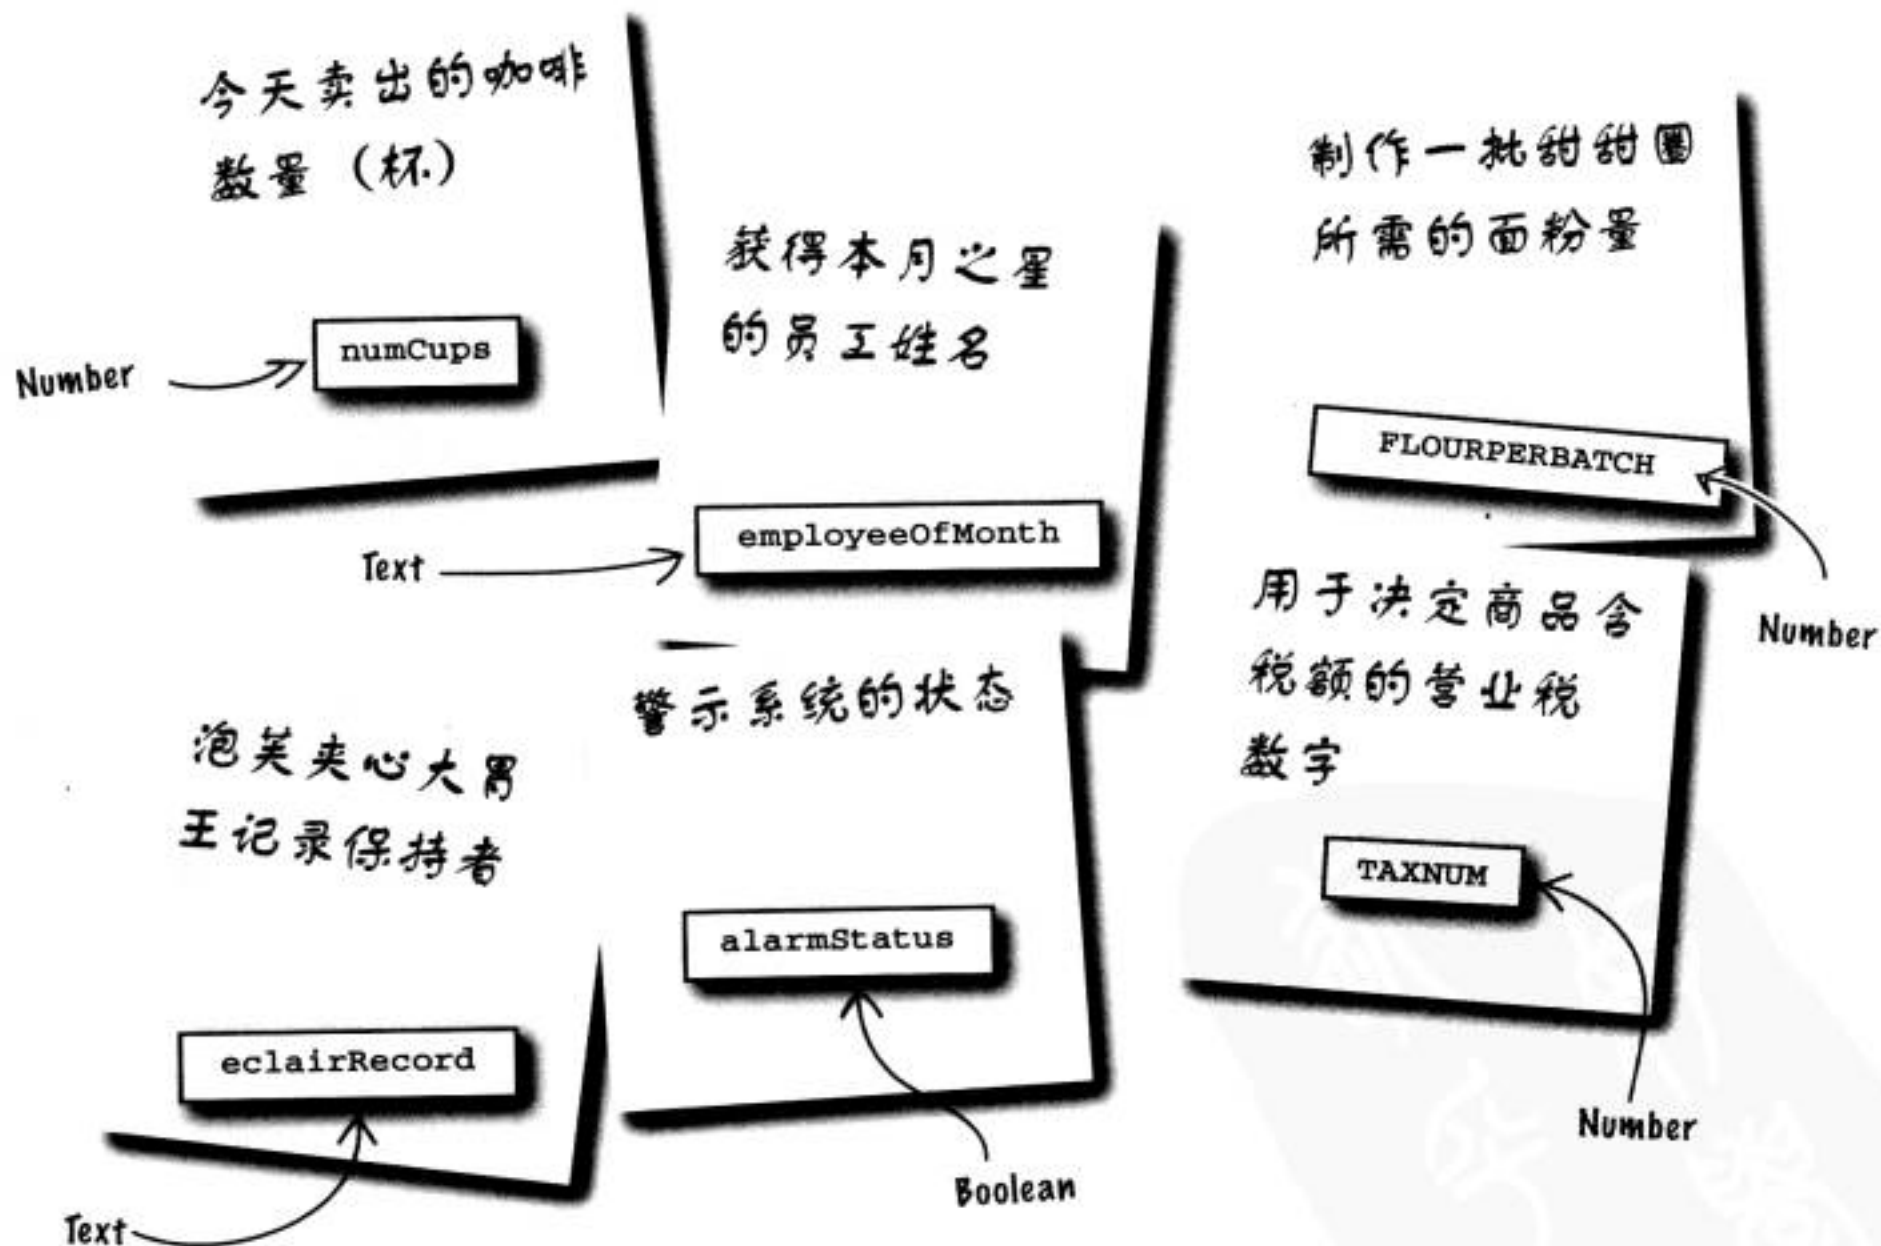 今天卖出的咖啡
数量（杯）
numCups
Number
获得本月之星
的员工姓名
employeeOfMonth
Text
制作一批甜甜圈
所需的面粉量
FLOURPERBATCH
Number
泡芙夹心大胃
王记录保持者
eclairRecord
Text
警示系统的状态
alarmStatus
Boolean
用于决定商品含
税额的营业税
数字
TAXNUM
Number